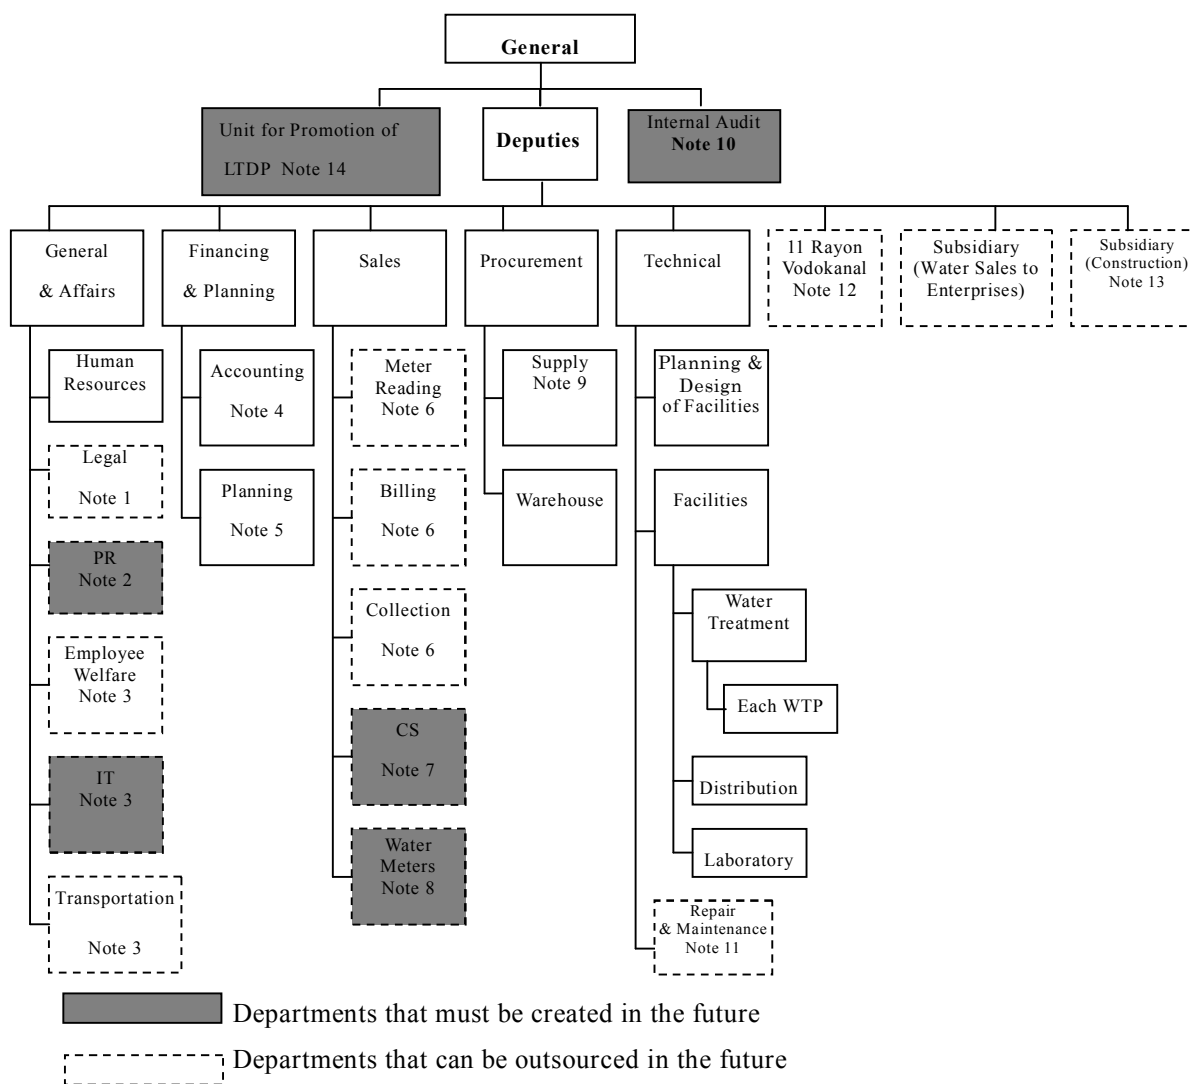 General
Unit for Promotion of
LTDP Note 14
Deputies
Internal Audit
Note 10
General
& Affairs
Financing
& Planning
Sales
Procurement
Technical
11 Rayon
Vodokanal
Note 12
Subsidiary
(Water Sales to
Enterprises)
Subsidiary
(Construction)
Note 13
Human
Resources
Legal
Note 1
PR
Note 2
Employee
Welfare
Note 3
IT
Note 3
Transportation
Note 3
Accounting
Note 4
Planning
Note 5
Meter
Reading
Note 6
Billing
Note 6
Collection
Note 6
CS
Note 7
Water
Meters
Note 8
Supply
Note 9
Warehouse
Planning &
Design
of Facilities
Facilities
Water
Treatment
Each WTP
Distribution
Laboratory
Repair
& Maintenance
Note 11
Departments that must be created in the future
Departments that can be outsourced in the future